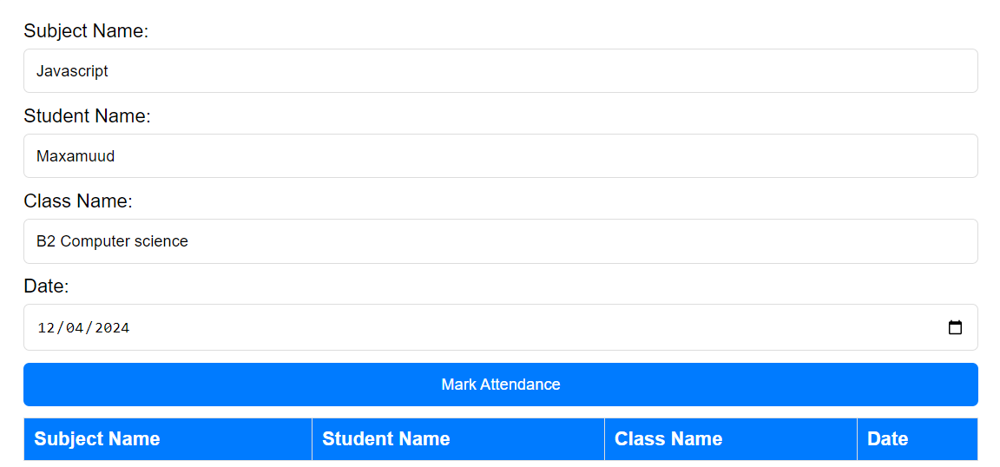 Subject Name:
Javascript
Student Name:
Maxamuud
Class Name:
B2 Computer science
Date:
12/04/2024
Mark Attendance
Subject Name Student Name Class Name Date